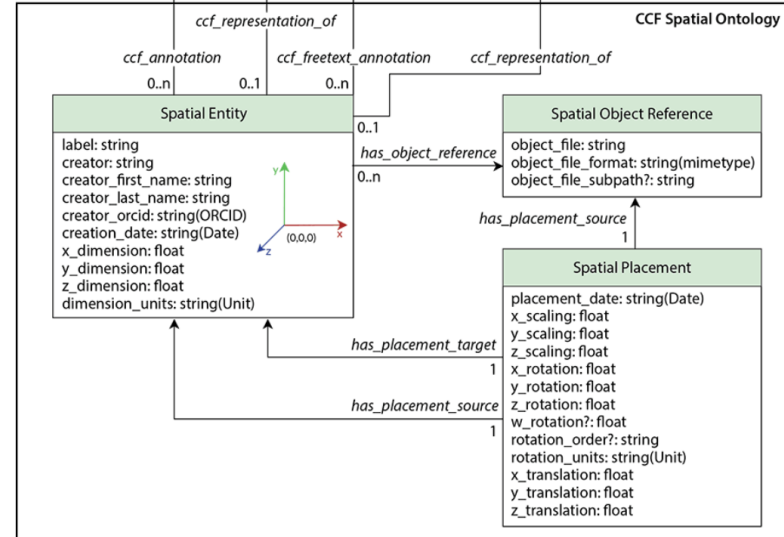 CCF Spatial Ontology
ccf_representation_of
ccf_annotation
ccf_freetext_annotation
ccf_representation_of
0..n
0..1
0..n
0..1
Spatial Entity
label: string
creator: string
creator_first_name: string
creator_last_name: string
creator_orcid: string(ORCID)
creation_date: string(Date)
x_dimension: float
y_dimension: float
z_dimension: float
dimension_units: string(Unit)
y
x
z
(0,0,0)
has_object_reference
0..n
Spatial Object Reference
object_file: string
object_file_format: string(mimetype)
object_file_subpath?: string
has_placement_source
1
Spatial Placement
placement_date: string(Date)
x_scaling: float
y_scaling: float
z_scaling: float
x_rotation: float
y_rotation: float
z_rotation: float
w_rotation?: float
rotation_order?: string
rotation_units: string(Unit)
x_translation: float
y_translation: float
z_translation: float
has_placement_target
1
has_placement_source
1